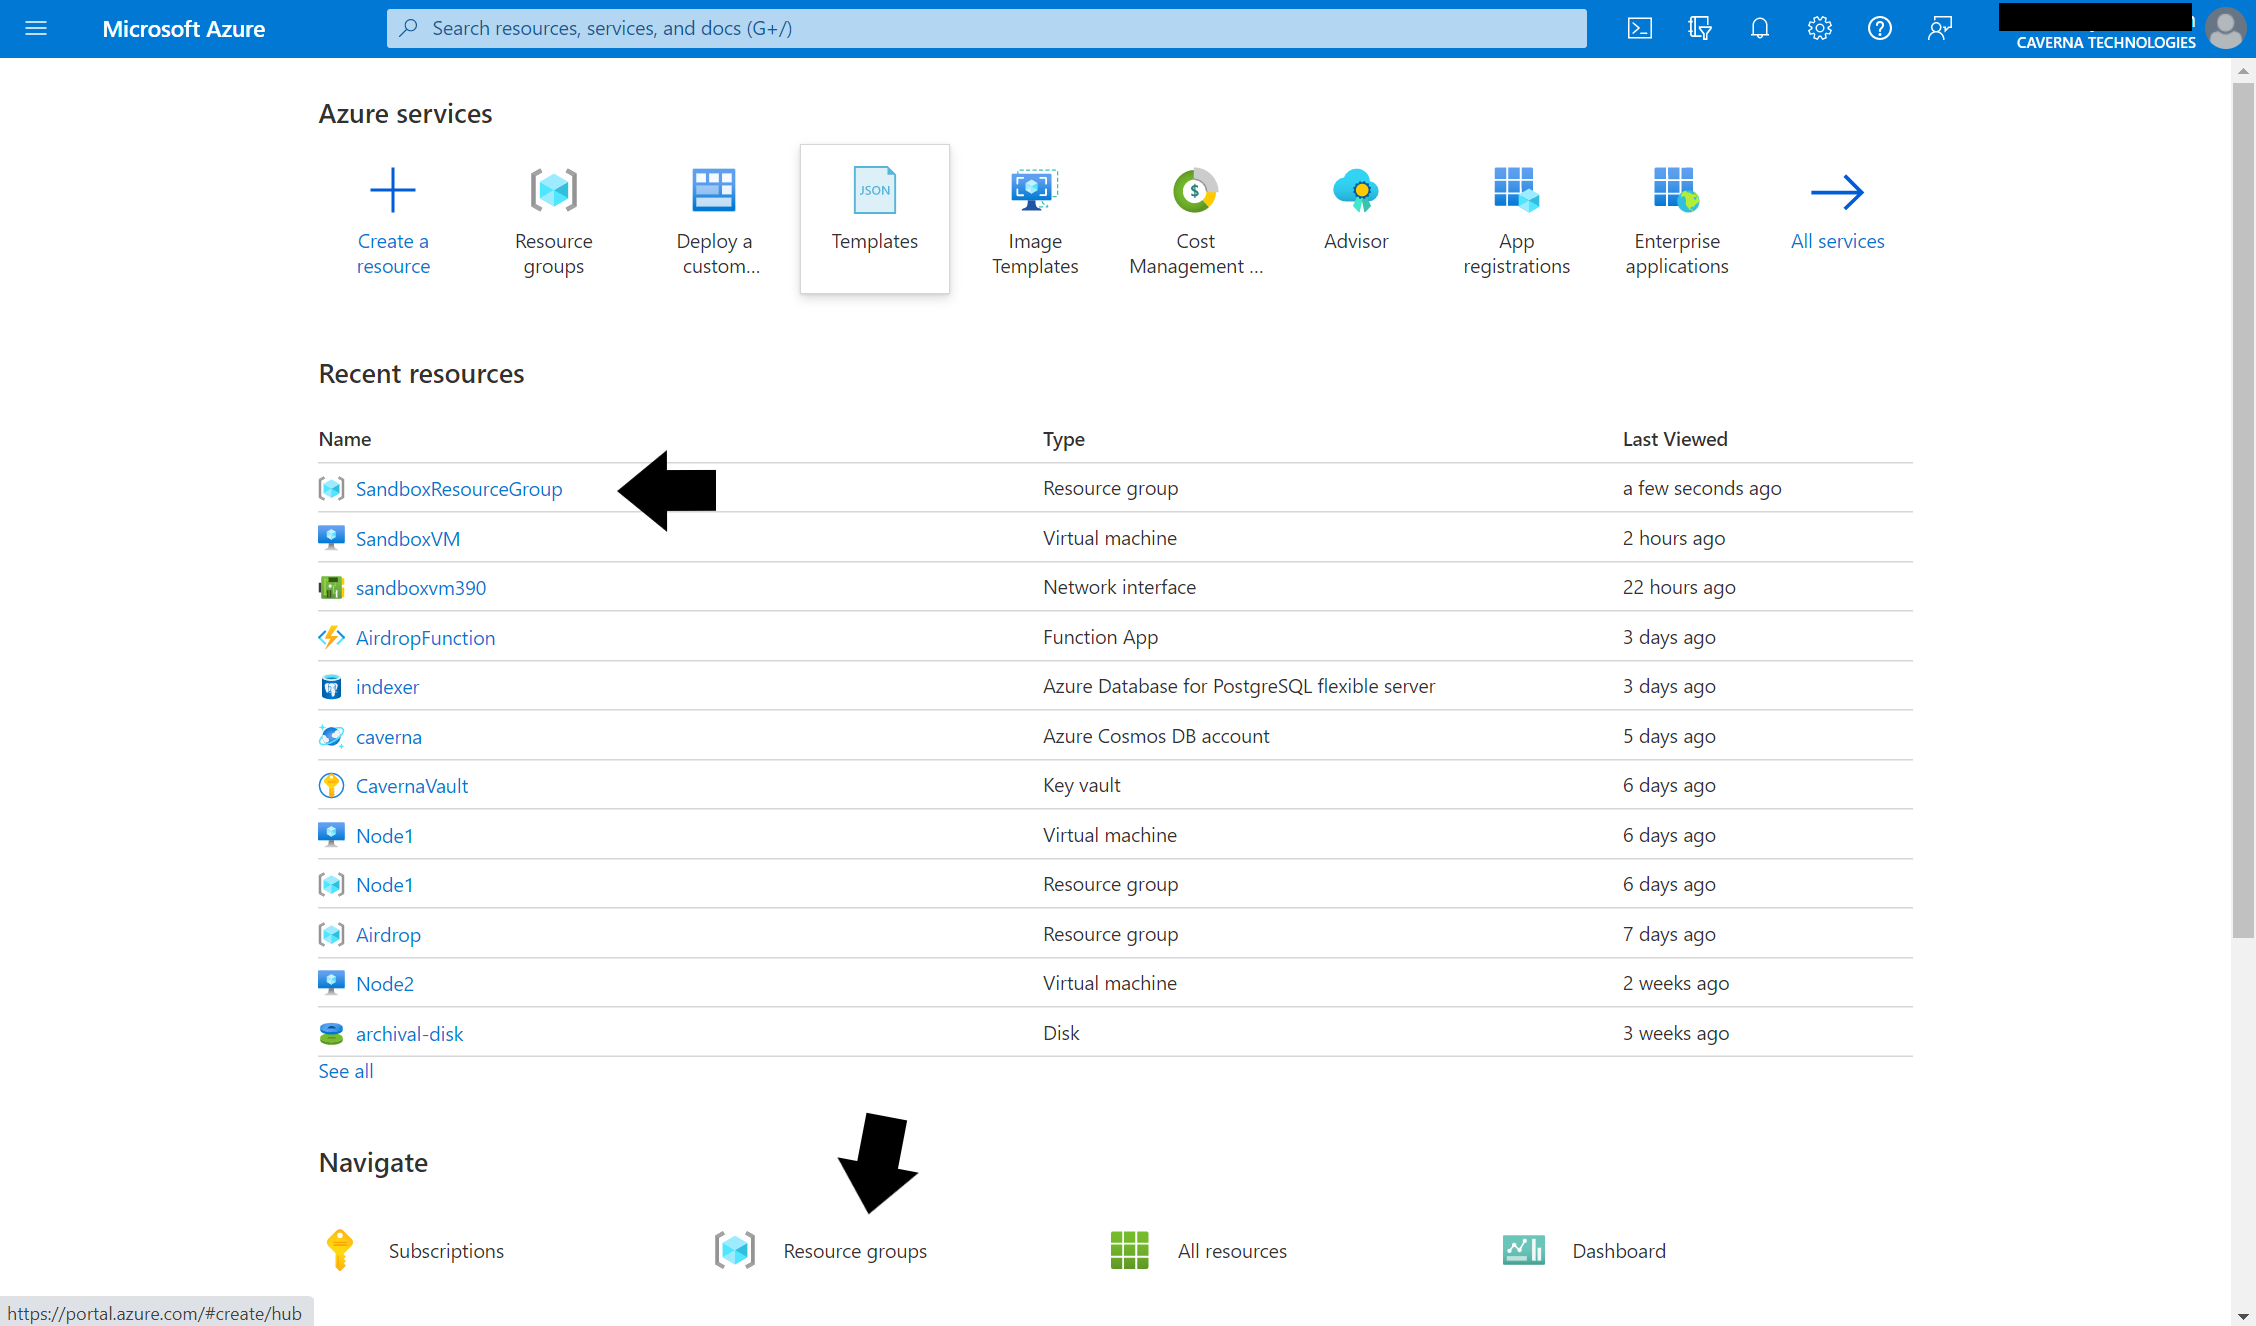 Microsoft Azure
Search resources, services, and docs (G+/)
CAVERNA TECHNOLOGIES
Azure services
Create a
resource
Resource
groups
Deploy a
custom...
JSON
Templates
Image
Templates
$
Cost
Management ...
Advisor
App
registrations
Enterprise
applications
All services
Recent resources
Name Type Last Viewed
SandboxResourceGroup Resource group a few seconds ago
SandboxVM Virtual machine 2 hours ago
sandboxvm390 Network interface 22 hours ago
AirdropFunction Function App 3 days ago
indexer Azure Database for PostgreSQL flexible server 3 days ago
caverna Azure Cosmos DB account 5 days ago
CavernaVault Key vault 6 days ago
Node1 Virtual machine 6 days ago
Node1 Resource group 6 days ago
Airdrop Resource group 7 days ago
Node2 Virtual machine 2 weeks ago
archival-disk Disk 3 weeks ago
See all
Navigate
Subscriptions Resource groups All resources Dashboard
https://portal.azure.com/#create/hub